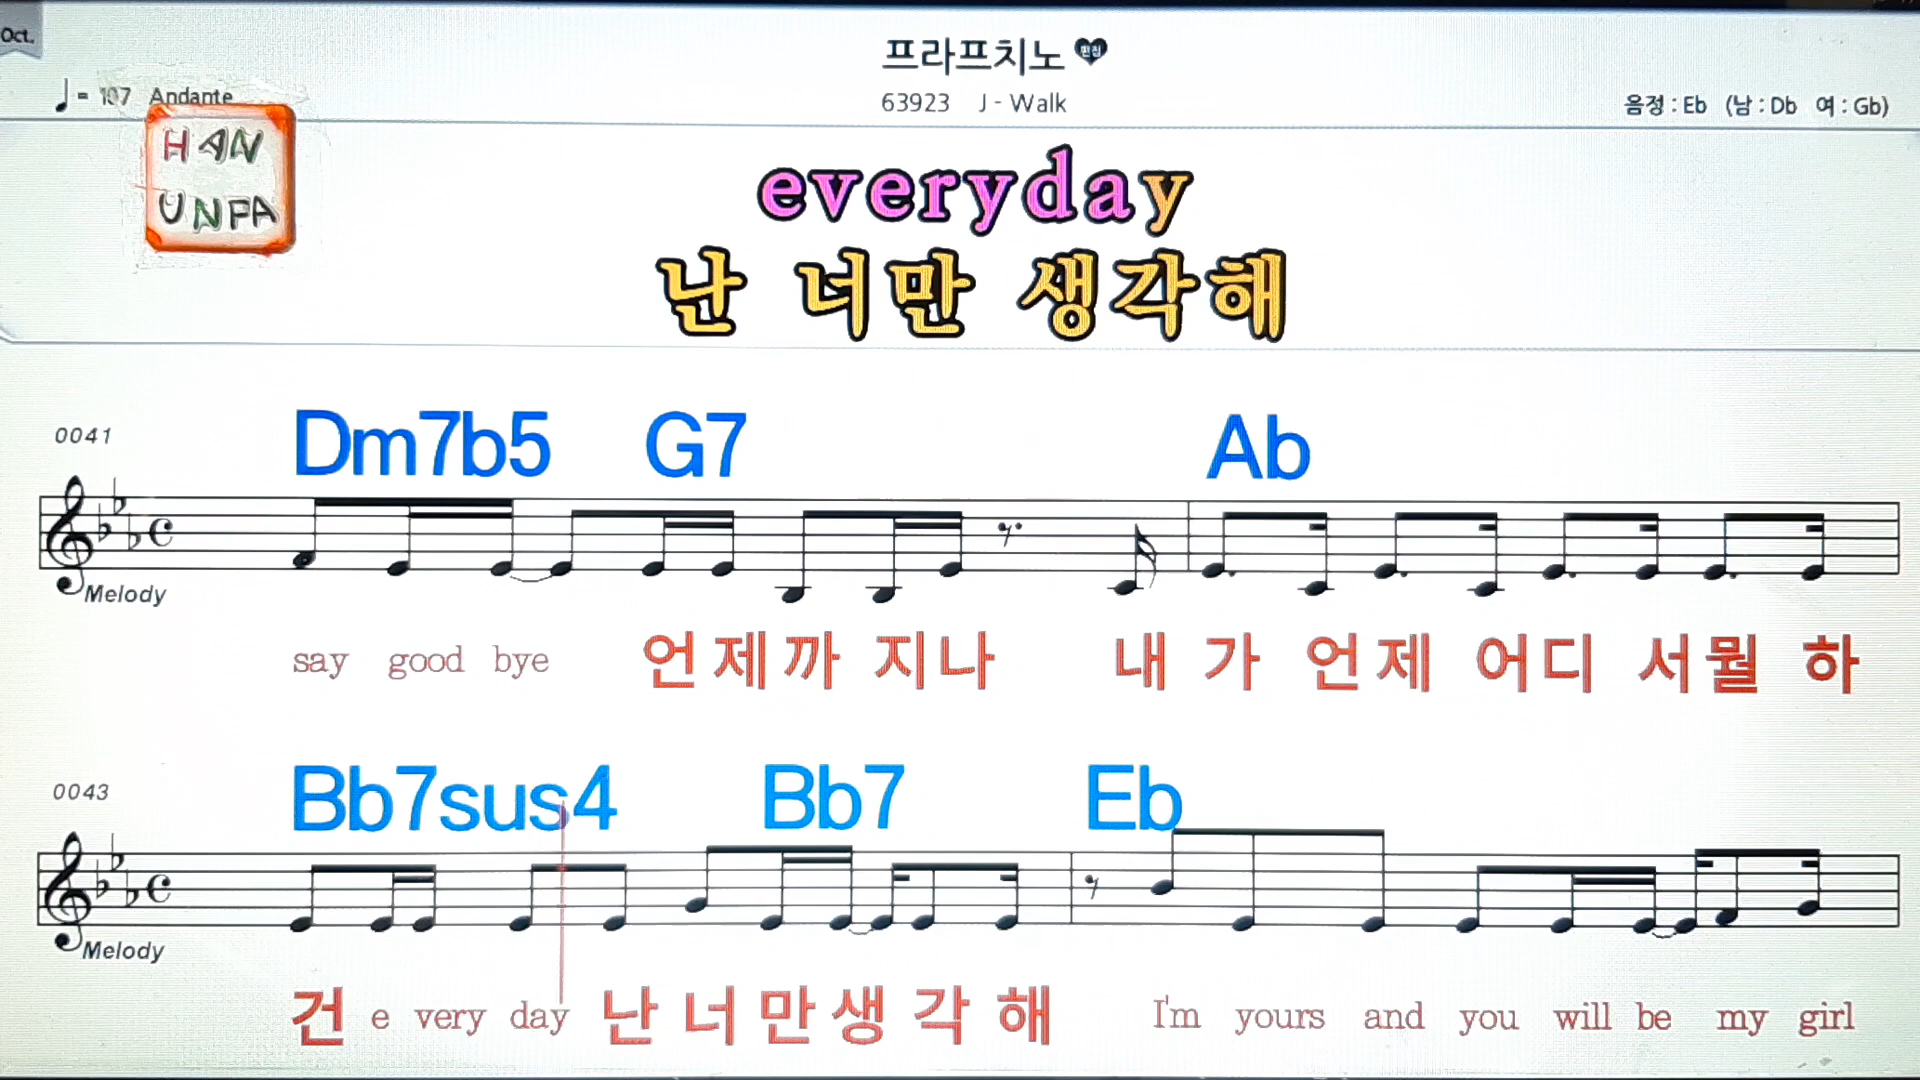 Oct.
프라프치노 편집
♩= 107 Andante
63923 J - Walk
음정 : Eb (남 : Db 여 : Gb)
HAN
UNFA
everyday
난 너만 생각해
0041
Dm7b5 G7 Ab
Melody
say good bye 언제까 지나 내 가 언제 어디 서뭘 하
0043
Bb7sus4 Bb7 Eb
Melody
건 e very day 난 너 만생 각 해 I'm yours and you will be my girl